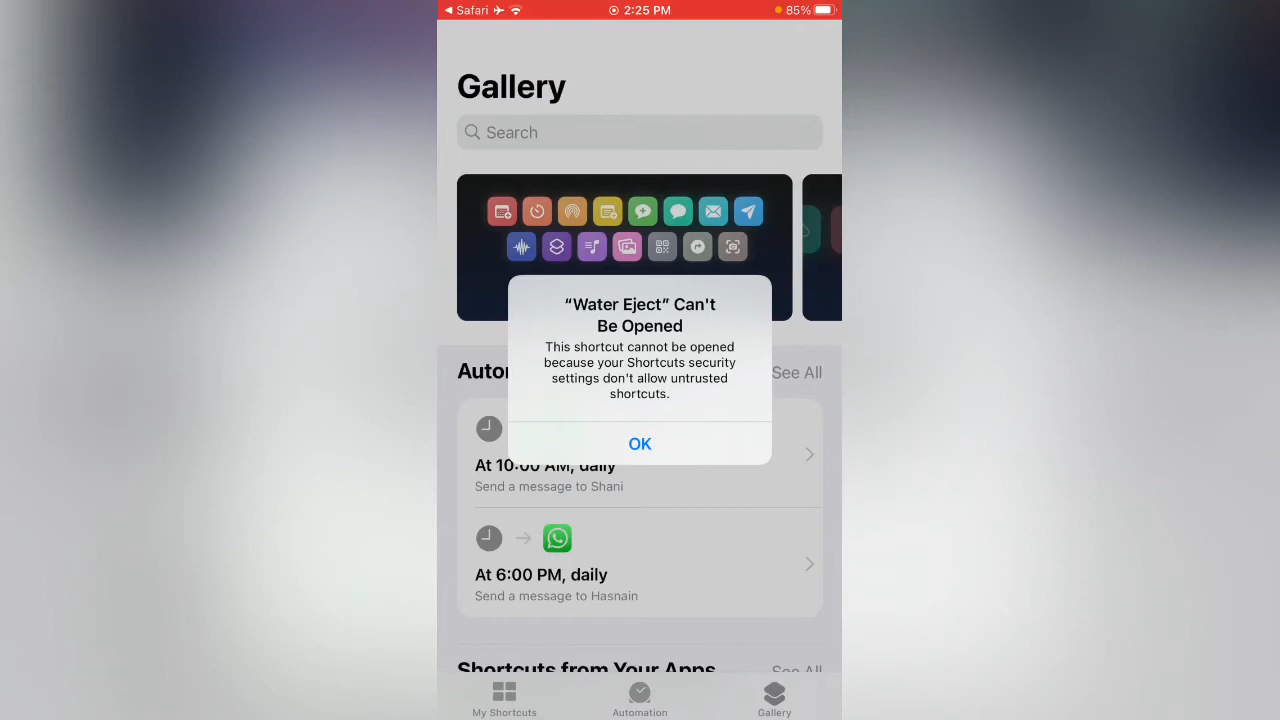 Safari 2:25 PM 85%
Gallery
Search
“Water Eject” Can't
Be Opened
This shortcut cannot be opened
because your Shortcuts security
settings don't allow untrusted
shortcuts.
OK
See All
At 10:00 AM, daily
Send a message to Shani
At 6:00 PM, daily
Send a message to Hasnain
Shortcuts from Your Apps See All
My Shortcuts Automation Gallery